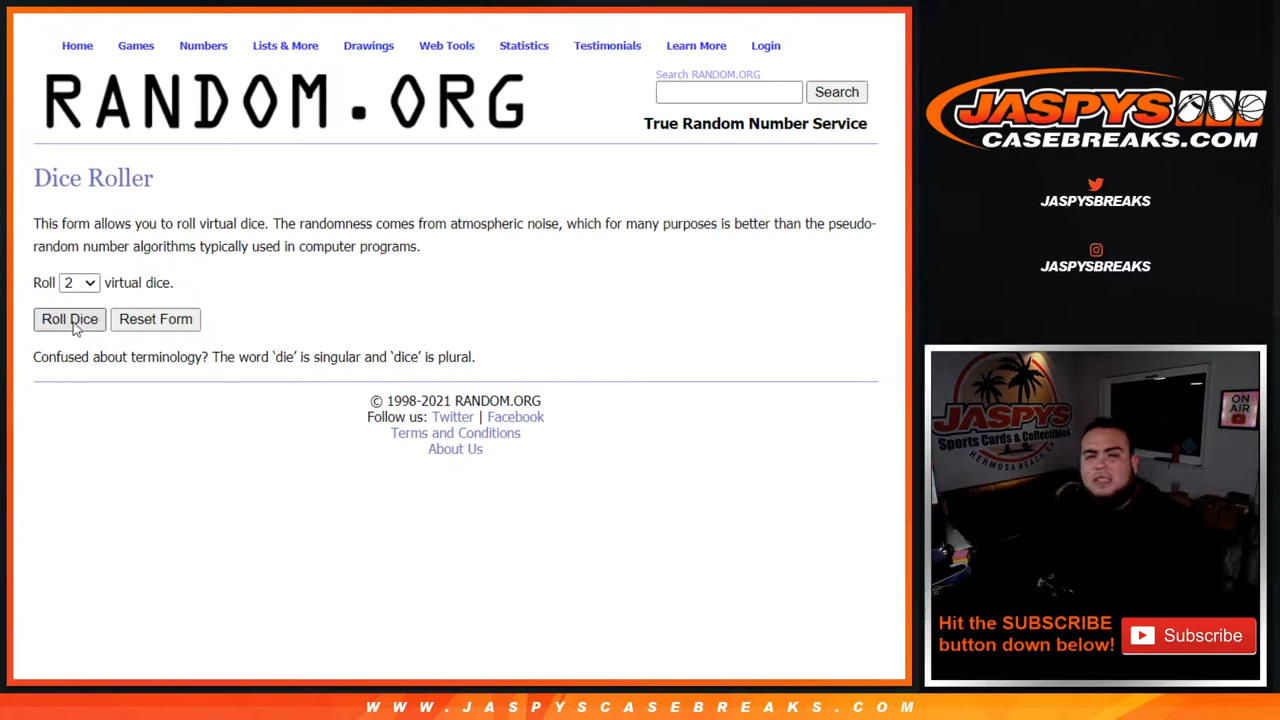 Home Games Numbers Lists & More Drawings Web Tools Statistics Testimonials Learn More Login
RANDOM.ORG
Search RANDOM.ORG
Search
True Random Number Service
Dice Roller
This form allows you to roll virtual dice. The randomness comes from atmospheric noise, which for many purposes is better than the pseudo-
random number algorithms typically used in computer programs.
Roll 2 virtual dice.
Roll Dice Reset Form
Confused about terminology? The word ‘die’ is singular and ‘dice’ is plural.
© 1998-2021 RANDOM.ORG
Follow us: Twitter | Facebook
Terms and Conditions
About Us
JASPYS
CASEBREAKS.COM
JASPYSBREAKS
JASPYSBREAKS
JASPYS
Sports Cards & Collectibles
HERMOSA BEACH, CA
ON
AIR
Hit the SUBSCRIBE
button down below!
Subscribe
WWW.JASPYSCASEBREAKS.COM